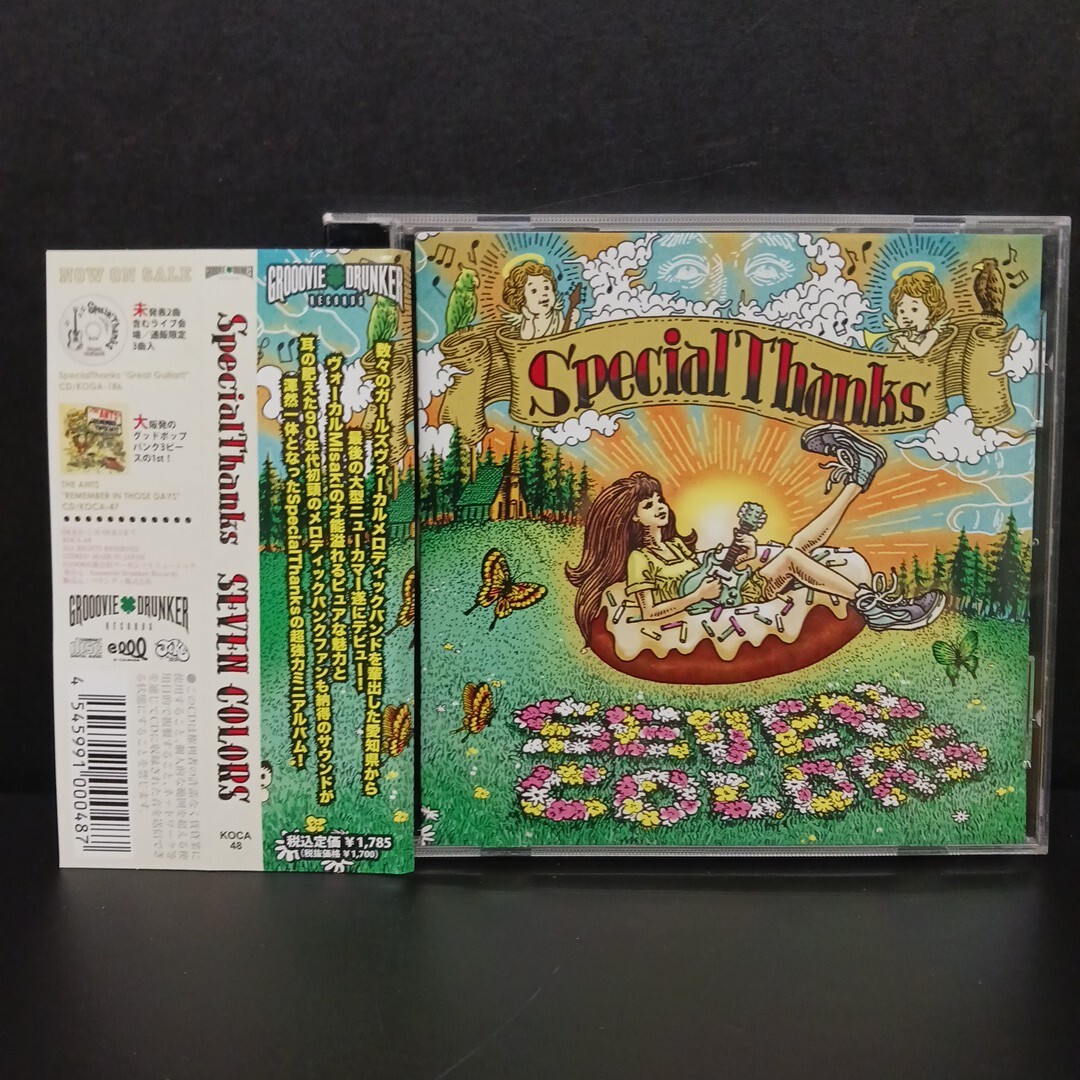 NOW ON SALE
未発表2曲
含むライブ会
場/通販限定
3曲入
SpecialThanks "Great Guitar!!"
CD/KOGA-186
大阪発の
グッドポップ
パンク3ピー
スの1st!
THE ANTS
"REMEMBER IN THOSE DAYS"
CD/KOCA-47
GROOOVIE DRUNKER
RECORDS
4 545991 000487
SpecialThanks SEVEN COLORS
KOCA
48
GROOOVIE DRUNKER
RECORDS
数々のガールズヴォーカルメロディックバンドを輩出した愛知県から
最後の大型ニューカマー遂にデビュー!
ヴォーカルMisakiの才能溢れるピュアな魅力と
耳の肥えた90年代初頭のメロディックパンクファンも納得のサウンドが
渾然一体となったSpecialThanksの超強力ミニアルバム!
税込定価 ¥1,785
(税抜価格 ¥1,700)
SpecialThanks
SEVEN
COLORS